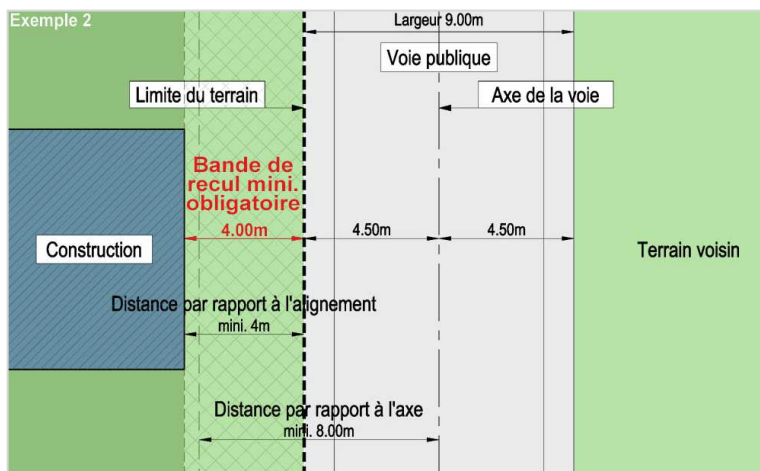 Exemple 2
Largeur 9.00m
Voie publique
Limite du terrain
Axe de la voie
Bande de
recul mini.
obligatoire
4.00m
4.50m
4.50m
Construction
Terrain voisin
Distance par rapport à l'alignement
mini. 4m
Distance par rapport à l'axe
mini. 8.00m